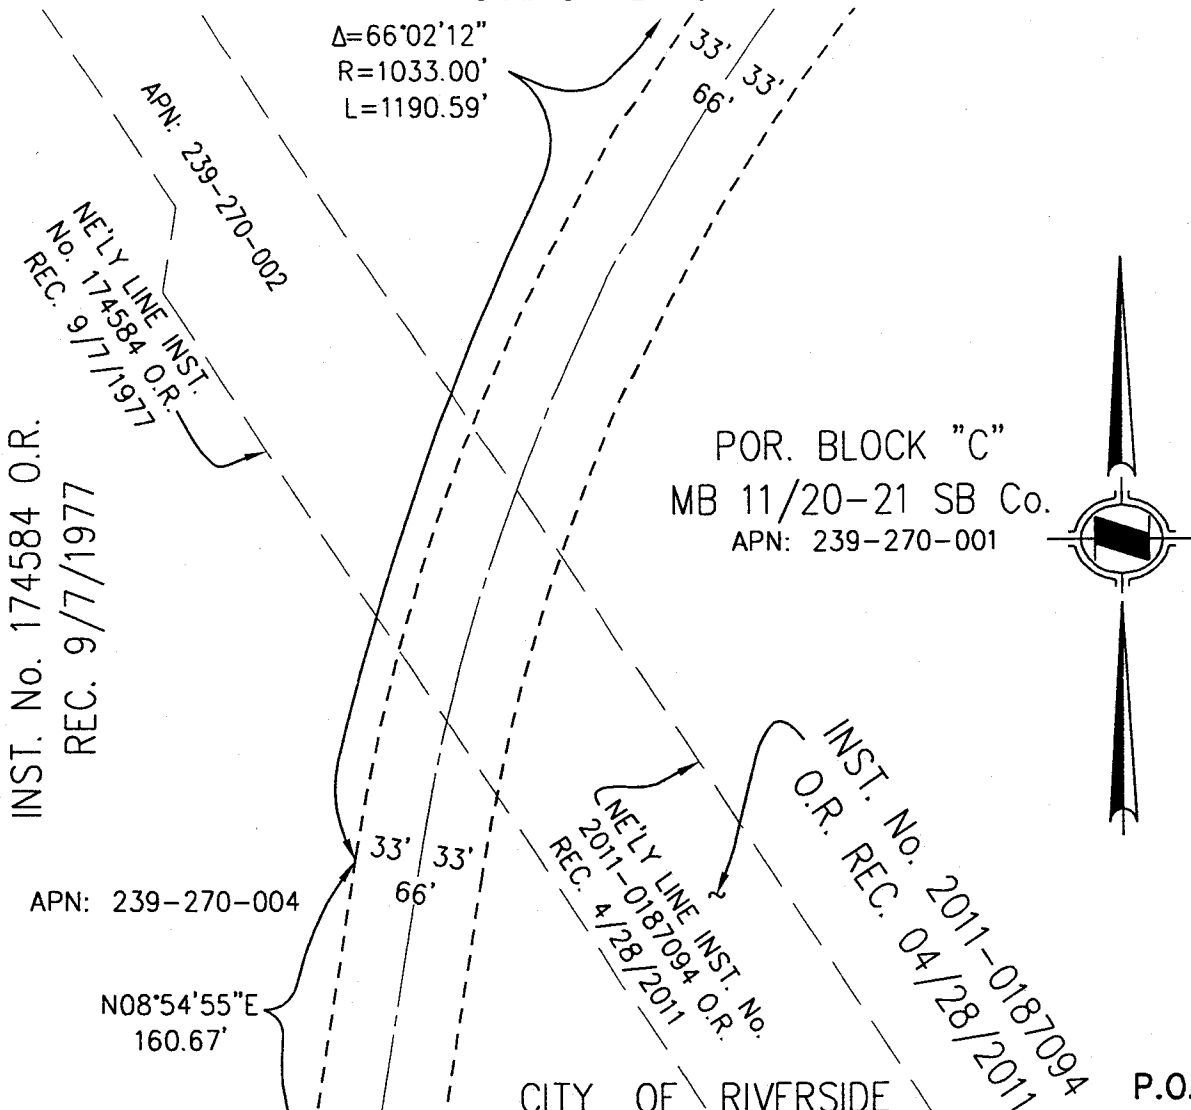 Δ=66°02'12"
R=1033.00'
L=1190.59'
33'
33'
66'
APN: 239-270-002
NE'LY LINE INST.
No. 174584 O.R.
REC. 9/7/1977
INST. No. 174584 O.R.
REC. 9/7/1977
POR. BLOCK "C"
MB 11/20-21 SB Co.
APN: 239-270-001
INST. No. 2011-0187094
O.R. REC. 04/28/2011
NE'LY LINE INST. No.
2011-0187094 O.R.
REC. 4/28/2011
33'
33'
66'
APN: 239-270-004
N08°54'55"E
160.67'
CITY OF RIVERSIDE
P.O.